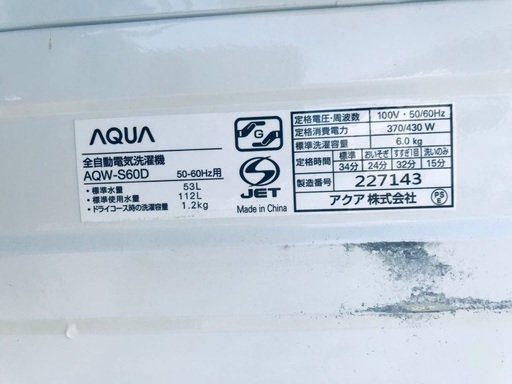 AQUA
全自動電気洗濯機
AQW-S60D 50-60Hz用
・標準水量 53L
・標準使用水量 112L
・ドライコース時の洗濯容量 1.2kg
G
JET
Made in China
定格電圧・周波数 100V・50/60Hz
定格消費電力 370/430 W
標準洗濯容量 6.0kg
定格時間 標準 おいそぎ すすぎ1回 洗いのみ
34分 24分 32分 15分
製造番号 227143
アクア株式会社
PS
E